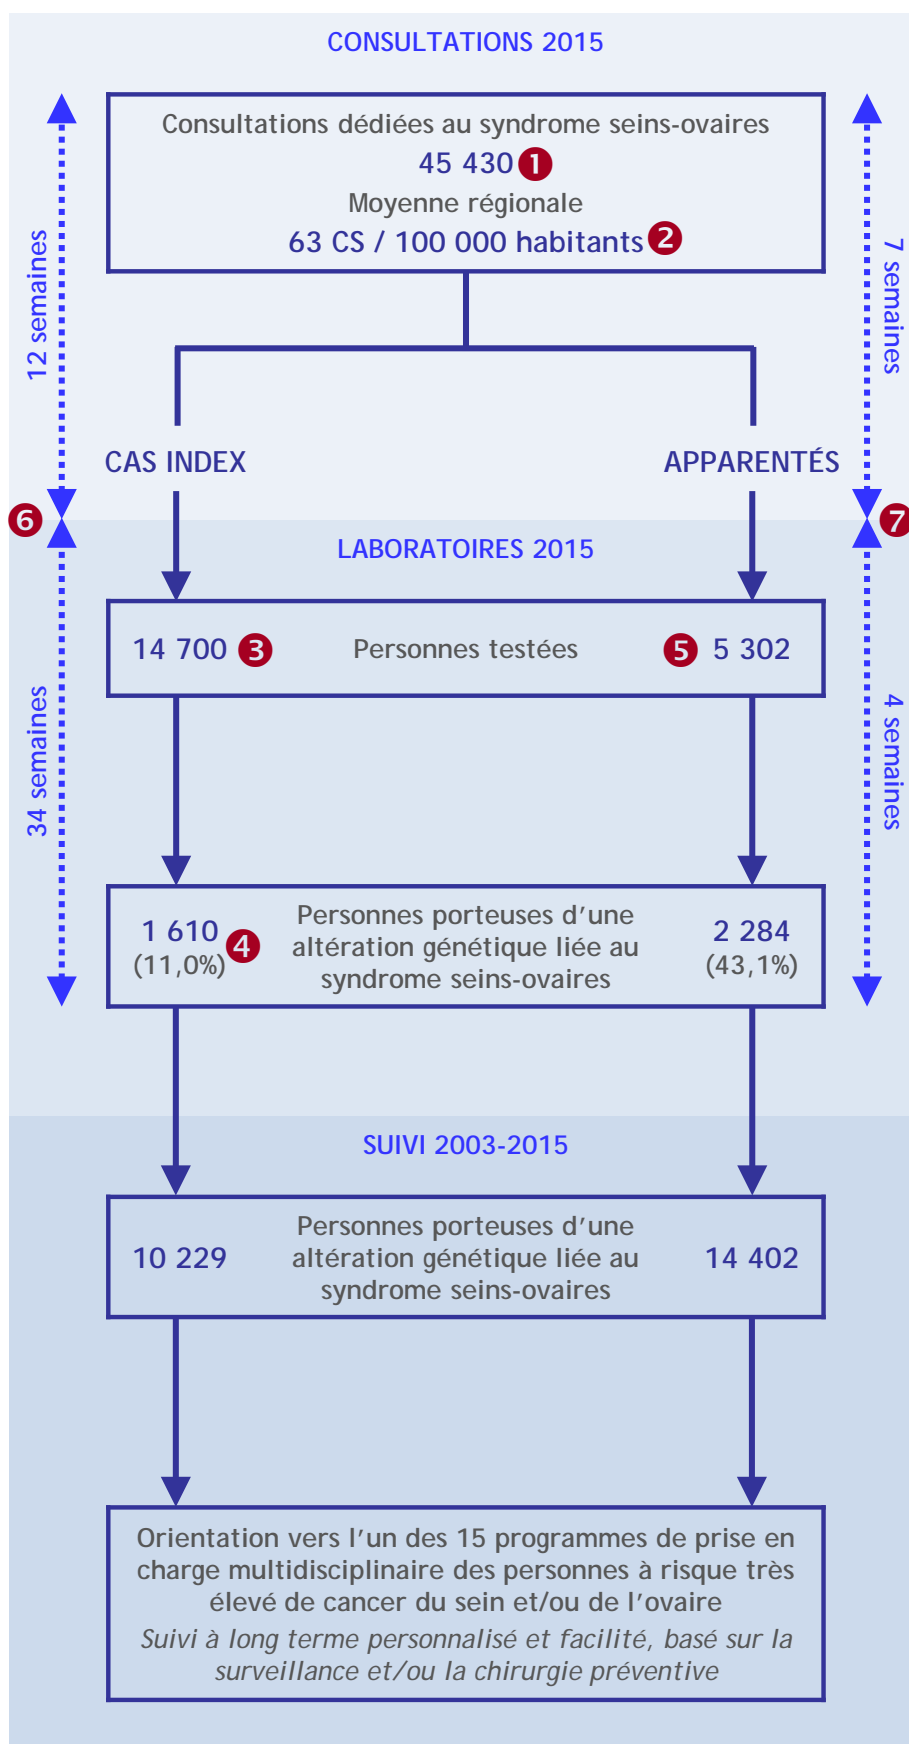 CONSULTATIONS 2015
Consultations dédiées au syndrome seins-ovaires
45 430 1
Moyenne régionale
63 CS / 100 000 habitants 2
12 semaines
7 semaines
CAS INDEX
APPARENTÉS
6
7
LABORATOIRES 2015
14 700 3 Personnes testées 5 5 302
34 semaines
4 semaines
1 610
(11,0%) 4
Personnes porteuses d’une
altération génétique liée au
syndrome seins-ovaires
2 284
(43,1%)
SUIVI 2003-2015
10 229
Personnes porteuses d’une
altération génétique liée au
syndrome seins-ovaires
14 402
Orientation vers l’un des 15 programmes de prise en
charge multidisciplinaire des personnes à risque très
élevé de cancer du sein et/ou de l’ovaire
Suivi à long terme personnalisé et facilité, basé sur la
surveillance et/ou la chirurgie préventive